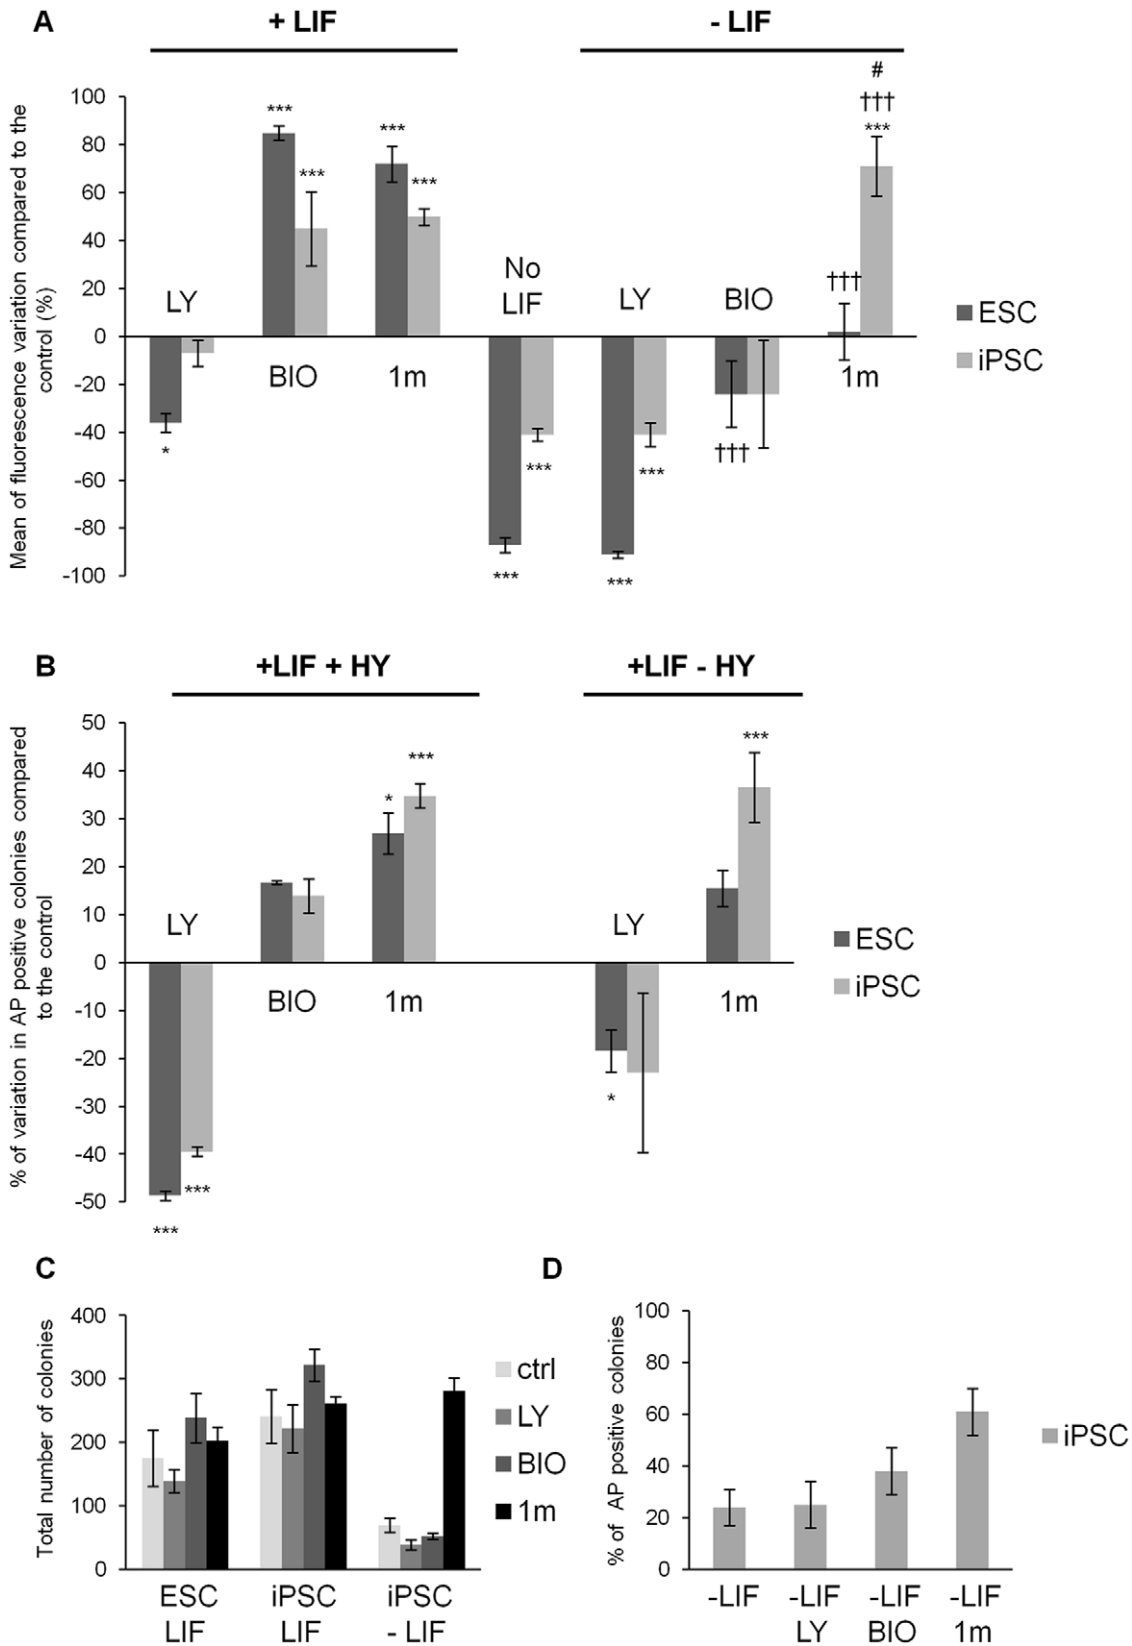 A
+ LIF
- LIF
Mean of fluorescence variation compared to the
control (%)
100
80
60
40
20
0
-20
-40
-60
-80
-100
LY
*
BIO
***
***
1m
***
***
No
LIF
***
***
LY
***
***
BIO
†††
1m
†††
#
†††
***
ESC
iPSC
B
+LIF + HY
+LIF - HY
% of variation in AP positive colonies compared
to the control
50
40
30
20
10
0
-10
-20
-30
-40
-50
LY
***
***
BIO
1m
*
***
LY
*
1m
***
ESC
iPSC
C
Total number of colonies
400
300
200
100
0
ESC
LIF
iPSC
LIF
iPSC
- LIF
ctrl
LY
BIO
1m
D
% of AP positive colonies
100
80
60
40
20
0
-LIF
-LIF
LY
-LIF
BIO
-LIF
1m
iPSC